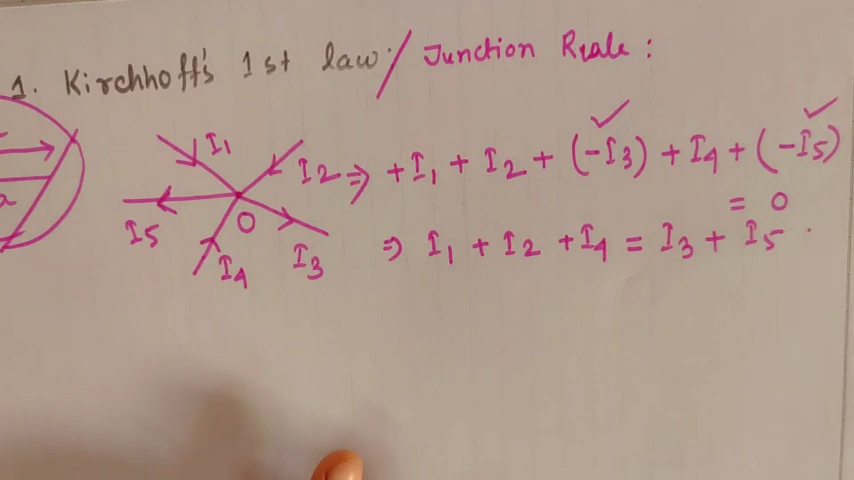 1. Kirchhoff's 1st law / Junction Rule :
I1
I2 ⇒ +I1 + I2 + (-I3) + I4 + (-I5)
= 0
I5
O
I4
I3
⇒ I1 + I2 + I4 = I3 + I5